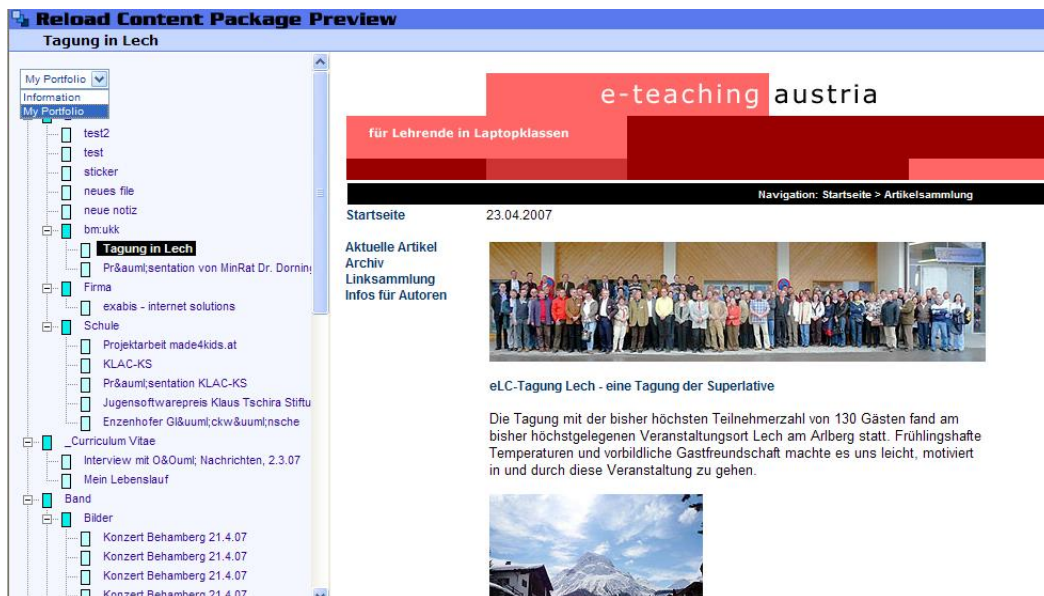 Reload Content Package Preview
Tagung in Lech
My Portfolio
Information
My Portfolio
test2
test
sticker
neues file
neue notiz
bm:ukk
Tagung in Lech
Pr&auml;sentation von MinRat Dr. Dorning
Firma
exabis - internet solutions
Schule
Projektarbeit made4kids.at
KLAC-KS
Pr&auml;sentation KLAC-KS
Jugensoftwarepreis Klaus Tschira Stiftu
Enzenhofer Gl&uuml;ckw&uuml;nsche
_Curriculum Vitae
Interview mit O&Ouml; Nachrichten, 2.3.07
Mein Lebenslauf
Band
Bilder
Konzert Behamberg 21.4.07
Konzert Behamberg 21.4.07
Konzert Behamberg 21.4.07
Konzert Behamberg 21.4.07
e-teaching austria
für Lehrende in Laptopklassen
Navigation: Startseite > Artikelsammlung
Startseite
Aktuelle Artikel
Archiv
Linksammlung
Infos für Autoren
23.04.2007
eLC-Tagung Lech - eine Tagung der Superlative
Die Tagung mit der bisher höchsten Teilnehmerzahl von 130 Gästen fand am
bisher höchstgelegenen Veranstaltungsort Lech am Arlberg statt. Frühlingshafte
Temperaturen und vorbildliche Gastfreundschaft machte es uns leicht, motiviert
in und durch diese Veranstaltung zu gehen.